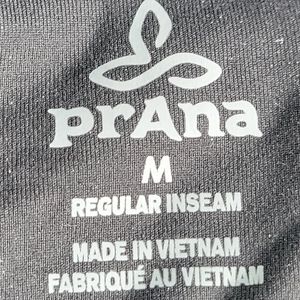 prAna
M
REGULAR INSEAM
MADE IN VIETNAM
FABRIQUÉ AU VIETNAM